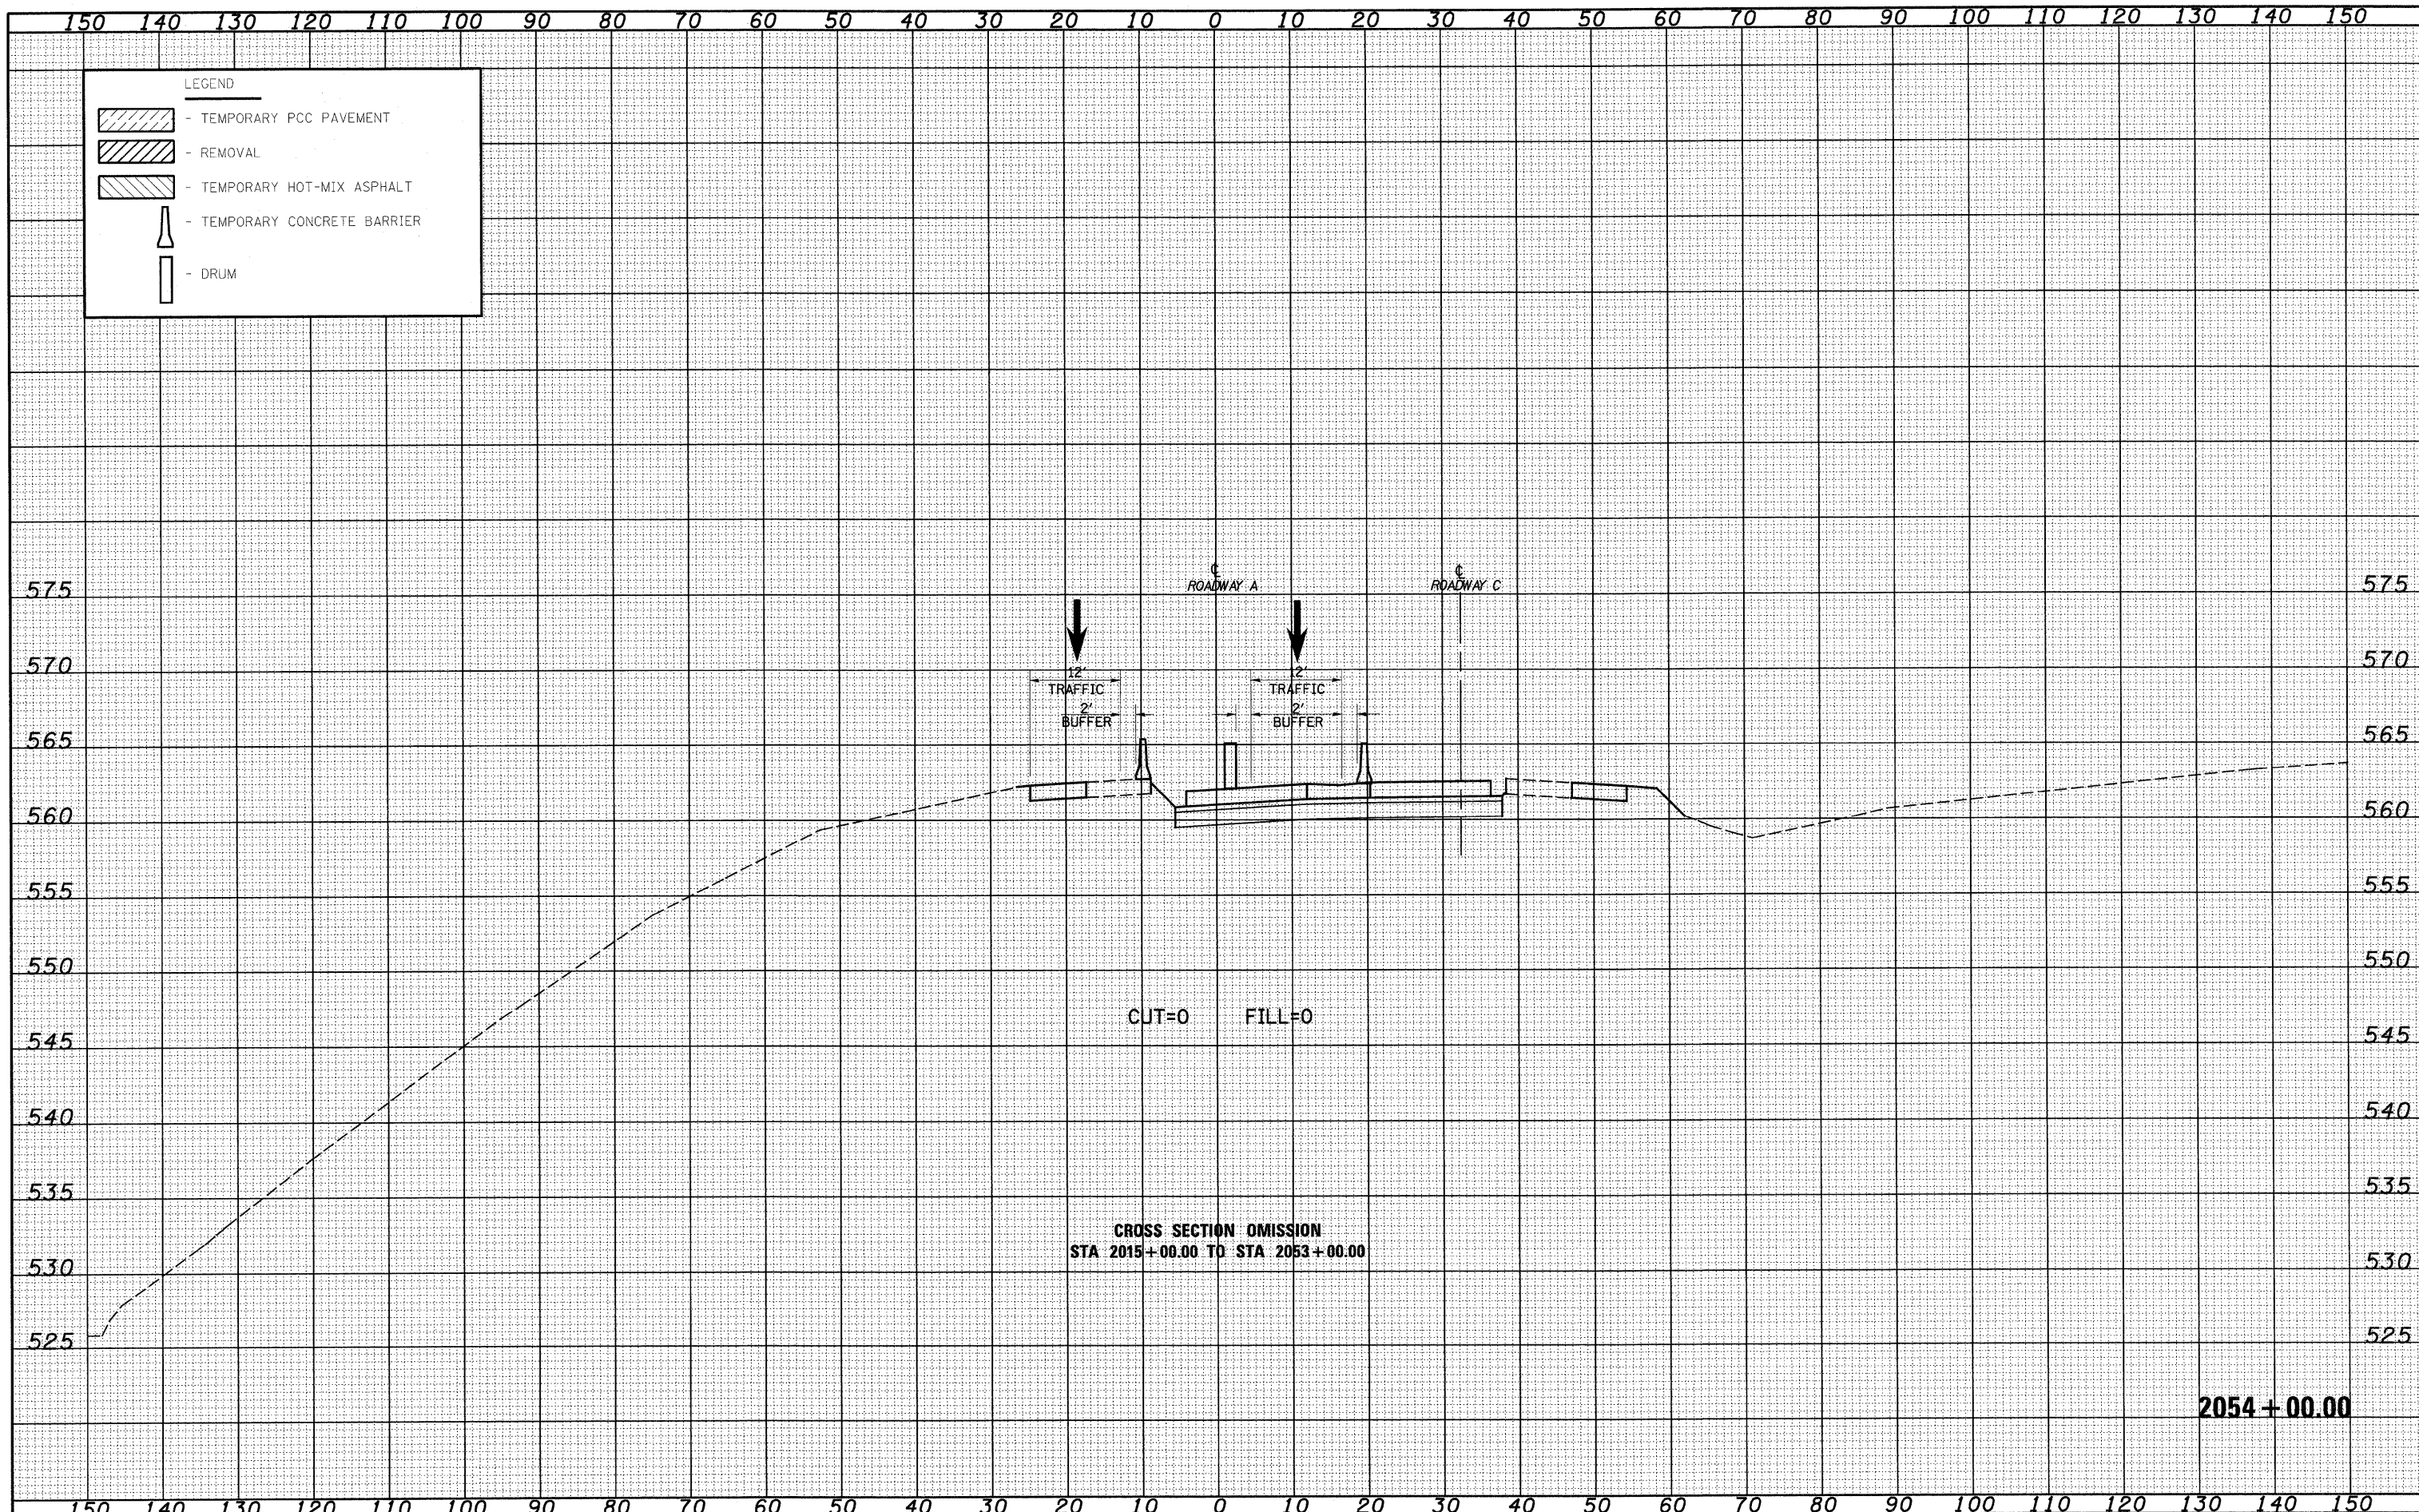 150 140 130 120 110 100 90 80 70 60 50 40 30 20 10 0 10 20 30 40 50 60 70 80 90 100 110 120 130 140 150
LEGEND
- TEMPORARY PCC PAVEMENT
- REMOVAL
- TEMPORARY HOT-MIX ASPHALT
- TEMPORARY CONCRETE BARRIER
- DRUM
℄ ℄
575 ROADWAY A ROADWAY C 575
570 570
12' 12'
TRAFFIC TRAFFIC
2' 2'
BUFFER BUFFER
565 565
560 560
555 555
550 550
CUT=0 FILL=0
545 545
540 540
535 535
CROSS SECTION OMISSION
STA 2015+00.00 TO STA 2053+00.00
530 530
525 525
2054+00.00
150 140 130 120 110 100 90 80 70 60 50 40 30 20 10 0 10 20 30 40 50 60 70 80 90 100 110 120 130 140 150